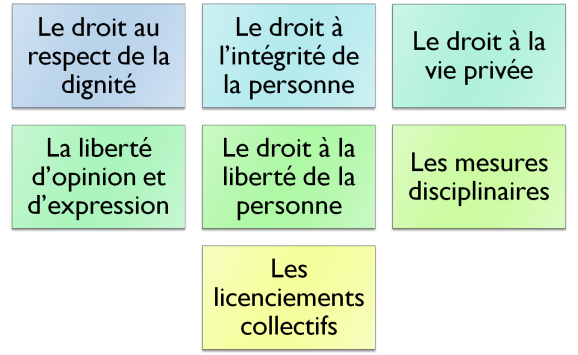 Le droit au
respect de la
dignité
Le droit à
l’intégrité de
la personne
Le droit à la
vie privée
La liberté
d’opinion et
d’expression
Le droit à la
liberté de la
personne
Les mesures
disciplinaires
Les
licenciements
collectifs